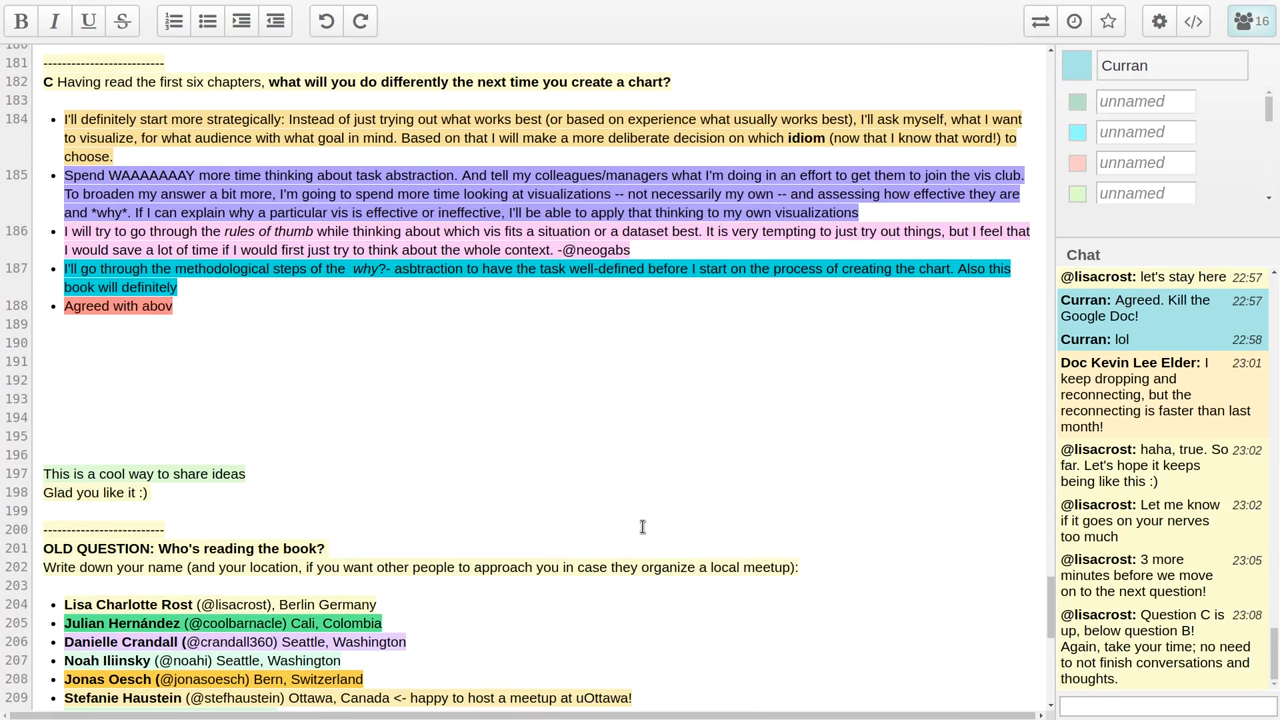 B I U S
16
180
181 --------------------------
182 C Having read the first six chapters, what will you do differently the next time you create a chart?
183
184 I'll definitely start more strategically: Instead of just trying out what works best (or based on experience what usually works best), I'll ask myself, what I want
to visualize, for what audience with what goal in mind. Based on that I will make a more deliberate decision on which idiom (now that I know that word!) to
choose.
185 Spend WAAAAAAAY more time thinking about task abstraction. And tell my colleagues/managers what I'm doing in an effort to get them to join the vis club.
To broaden my answer a bit more, I'm going to spend more time looking at visualizations -- not necessarily my own -- and assessing how effective they are
and *why*. If I can explain why a particular vis is effective or ineffective, I'll be able to apply that thinking to my own visualizations
186 I will try to go through the rules of thumb while thinking about which vis fits a situation or a dataset best. It is very tempting to just try out things, but I feel that
I would save a lot of time if I would first just try to think about the whole context. -@neogabs
187 I'll go through the methodological steps of the why?- asbtraction to have the task well-defined before I start on the process of creating the chart. Also this
book will definitely
188 Agreed with abov
189
190
191
192
193
194
195
196
197 This is a cool way to share ideas
198 Glad you like it :)
199
200 --------------------------
201 OLD QUESTION: Who's reading the book?
202 Write down your name (and your location, if you want other people to approach you in case they organize a local meetup):
203
204 Lisa Charlotte Rost (@lisacrost), Berlin Germany
205 Julian Hernández (@coolbarnacle) Cali, Colombia
206 Danielle Crandall (@crandall360) Seattle, Washington
207 Noah Iliinsky (@noahi) Seattle, Washington
208 Jonas Oesch (@jonasoesch) Bern, Switzerland
209 Stefanie Haustein (@stefhaustein) Ottawa, Canada <- happy to host a meetup at uOttawa!
Curran
unnamed
unnamed
unnamed
unnamed
Chat
@lisacrost: let's stay here 22:57
Curran: Agreed. Kill the 22:57
Google Doc!
Curran: lol 22:58
Doc Kevin Lee Elder: I 23:01
keep dropping and
reconnecting, but the
reconnecting is faster than last
month!
@lisacrost: haha, true. So 23:02
far. Let's hope it keeps
being like this :)
@lisacrost: Let me know 23:02
if it goes on your nerves
too much
@lisacrost: 3 more 23:05
minutes before we move
on to the next question!
@lisacrost: Question C is 23:08
up, below question B!
Again, take your time; no need
to not finish conversations and
thoughts.